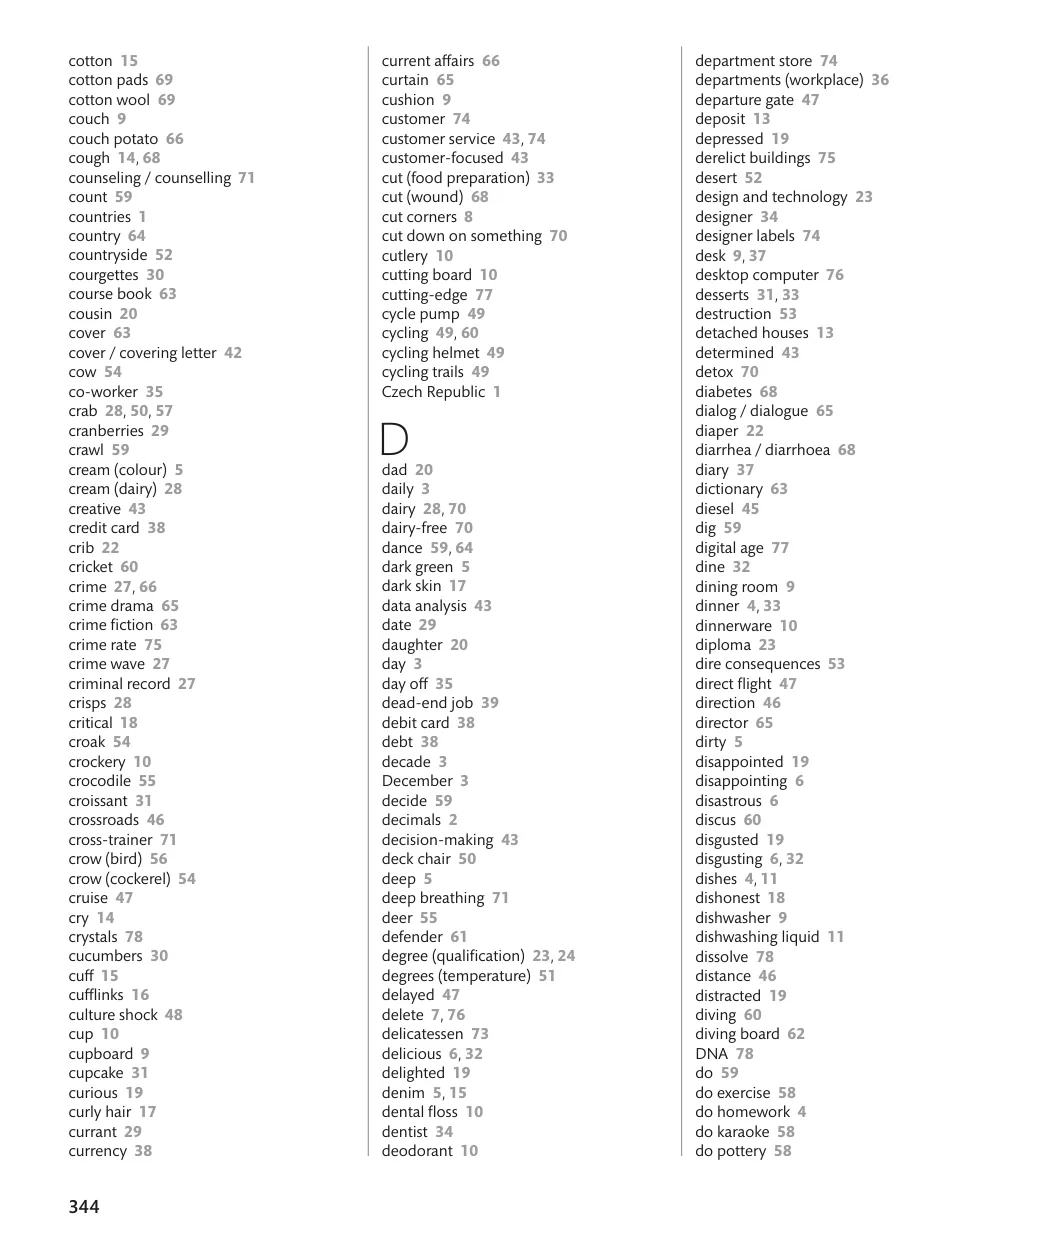 cotton 15
cotton pads 69
cotton wool 69
couch 9
couch potato 66
cough 14, 68
counseling / counselling 71
count 59
countries 1
country 64
countryside 52
courgettes 30
course book 63
cousin 20
cover 63
cover / covering letter 42
cow 54
co-worker 35
crab 28, 50, 57
cranberries 29
crawl 59
cream (colour) 5
cream (dairy) 28
creative 43
credit card 38
crib 22
cricket 60
crime 27, 66
crime drama 65
crime fiction 63
crime rate 75
crime wave 27
criminal record 27
crisps 28
critical 18
croak 54
crockery 10
crocodile 55
croissant 31
crossroads 46
cross-trainer 71
crow (bird) 56
crow (cockerel) 54
cruise 47
cry 14
crystals 78
cucumbers 30
cuff 15
cufflinks 16
culture shock 48
cup 10
cupboard 9
cupcake 31
curious 19
curly hair 17
currant 29
currency 38
current affairs 66
curtain 65
cushion 9
customer 74
customer service 43, 74
customer-focused 43
cut (food preparation) 33
cut (wound) 68
cut corners 8
cut down on something 70
cutlery 10
cutting board 10
cutting-edge 77
cycle pump 49
cycling 49, 60
cycling helmet 49
cycling trails 49
Czech Republic 1
D
dad 20
daily 3
dairy 28, 70
dairy-free 70
dance 59, 64
dark green 5
dark skin 17
data analysis 43
date 29
daughter 20
day 3
day off 35
dead-end job 39
debit card 38
debt 38
decade 3
December 3
decide 59
decimals 2
decision-making 43
deck chair 50
deep 5
deep breathing 71
deer 55
defender 61
degree (qualification) 23, 24
degrees (temperature) 51
delayed 47
delete 7, 76
delicatessen 73
delicious 6, 32
delighted 19
denim 5, 15
dental floss 10
dentist 34
deodorant 10
department store 74
departments (workplace) 36
departure gate 47
deposit 13
depressed 19
derelict buildings 75
desert 52
design and technology 23
designer 34
designer labels 74
desk 9, 37
desktop computer 76
desserts 31, 33
destruction 53
detached houses 13
determined 43
detox 70
diabetes 68
dialog / dialogue 65
diaper 22
diarrhea / diarrhoea 68
diary 37
dictionary 63
diesel 45
dig 59
digital age 77
dine 32
dining room 9
dinner 4, 33
dinnerware 10
diploma 23
dire consequences 53
direct flight 47
direction 46
director 65
dirty 5
disappointed 19
disappointing 6
disastrous 6
discus 60
disgusted 19
disgusting 6, 32
dishes 4, 11
dishonest 18
dishwasher 9
dishwashing liquid 11
dissolve 78
distance 46
distracted 19
diving 60
diving board 62
DNA 78
do 59
do exercise 58
do homework 4
do karaoke 58
do pottery 58
344